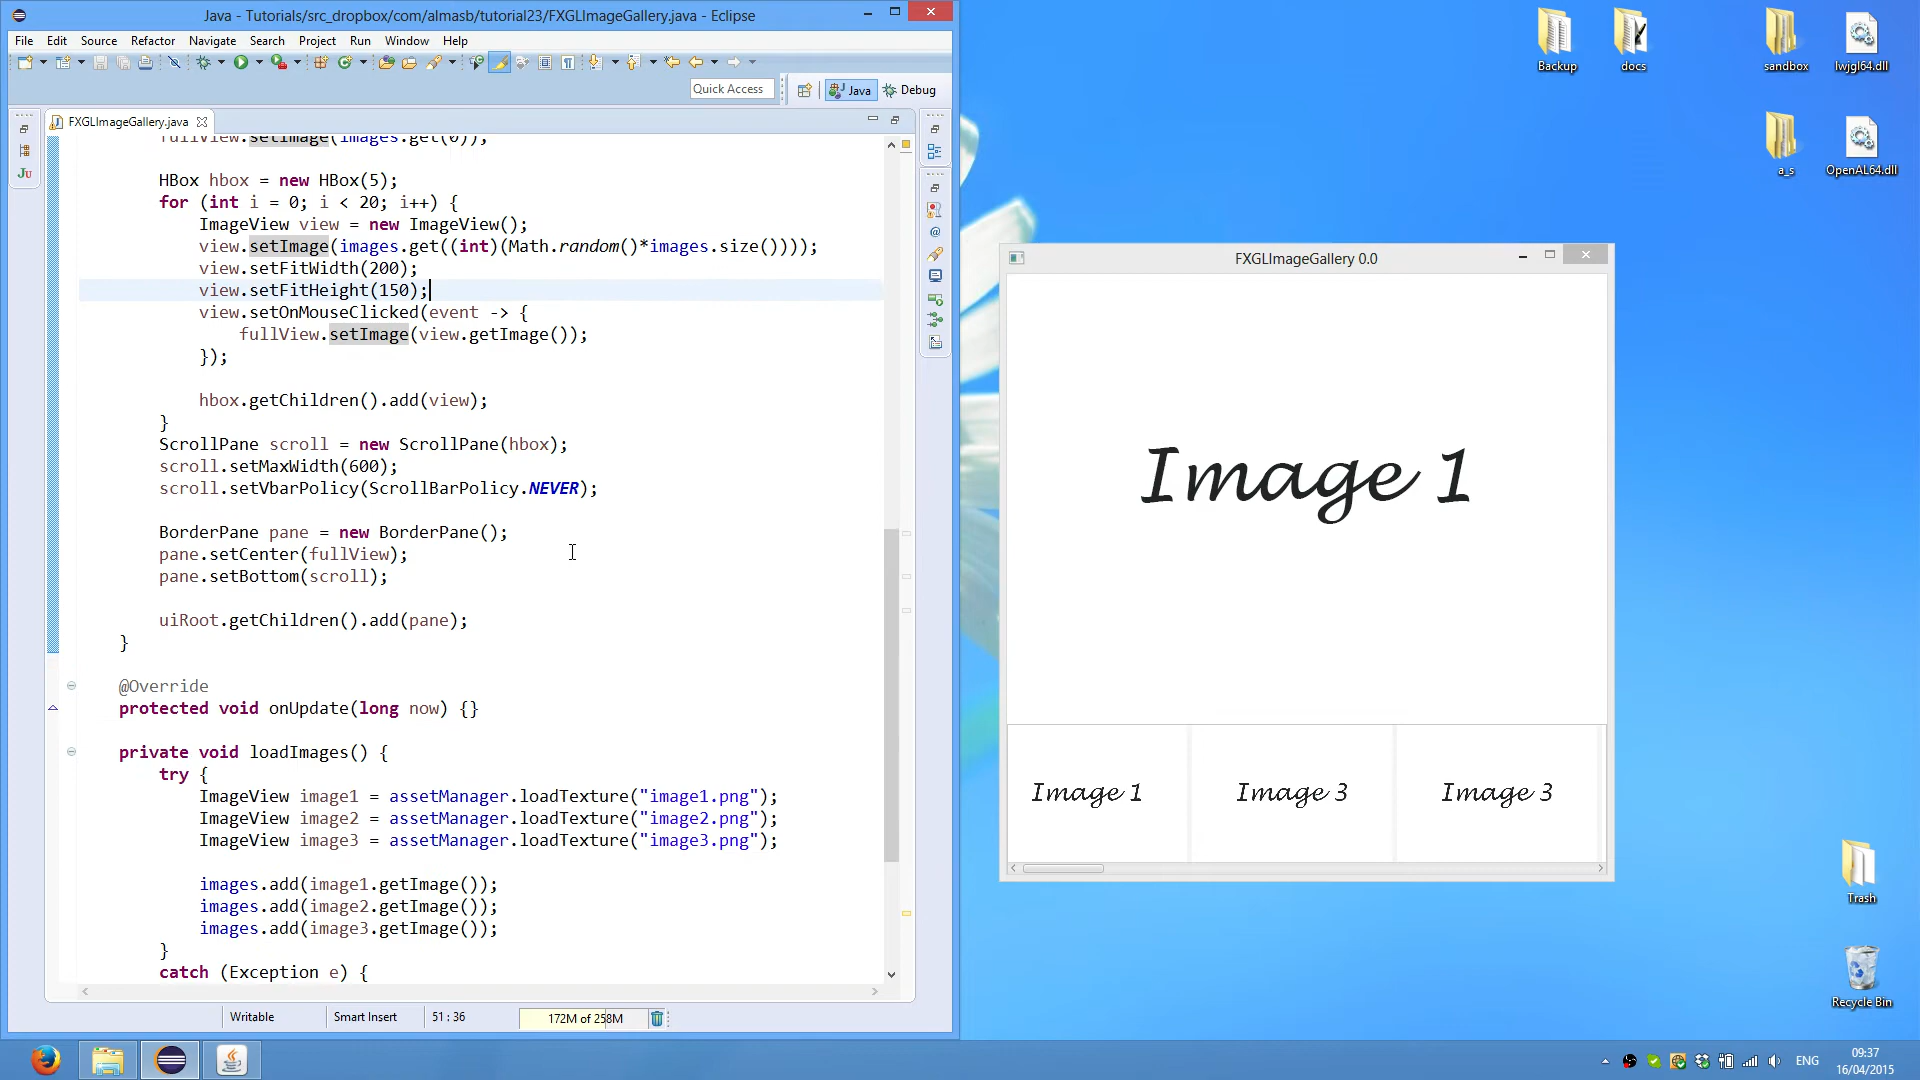 Java - Tutorials/src_dropbox/com/almasb/tutorial23/FXGLImageGallery.java - Eclipse
File Edit Source Refactor Navigate Search Project Run Window Help
Quick Access
Java
Debug
FXGLImageGallery.java
fullView.setImage(images.get(0));
HBox hbox = new HBox(5);
for (int i = 0; i < 20; i++) {
ImageView view = new ImageView();
view.setImage(images.get((int)(Math.random()*images.size())));
view.setFitWidth(200);
view.setFitHeight(150);
view.setOnMouseClicked(event -> {
fullView.setImage(view.getImage());
});
hbox.getChildren().add(view);
}
ScrollPane scroll = new ScrollPane(hbox);
scroll.setMaxWidth(600);
scroll.setVbarPolicy(ScrollBarPolicy.NEVER);
BorderPane pane = new BorderPane();
pane.setCenter(fullView);
pane.setBottom(scroll);
uiRoot.getChildren().add(pane);
}
@Override
protected void onUpdate(long now) {}
private void loadImages() {
try {
ImageView image1 = assetManager.loadTexture("image1.png");
ImageView image2 = assetManager.loadTexture("image2.png");
ImageView image3 = assetManager.loadTexture("image3.png");
images.add(image1.getImage());
images.add(image2.getImage());
images.add(image3.getImage());
}
catch (Exception e) {
Writable
Smart Insert
51 : 36
172M of 258M
FXGLImageGallery 0.0
Image 1
Image 1
Image 3
Image 3
Backup
docs
sandbox
lwjgl64.dll
a_s
OpenAL64.dll
Trash
Recycle Bin
ENG
09:37
16/04/2015